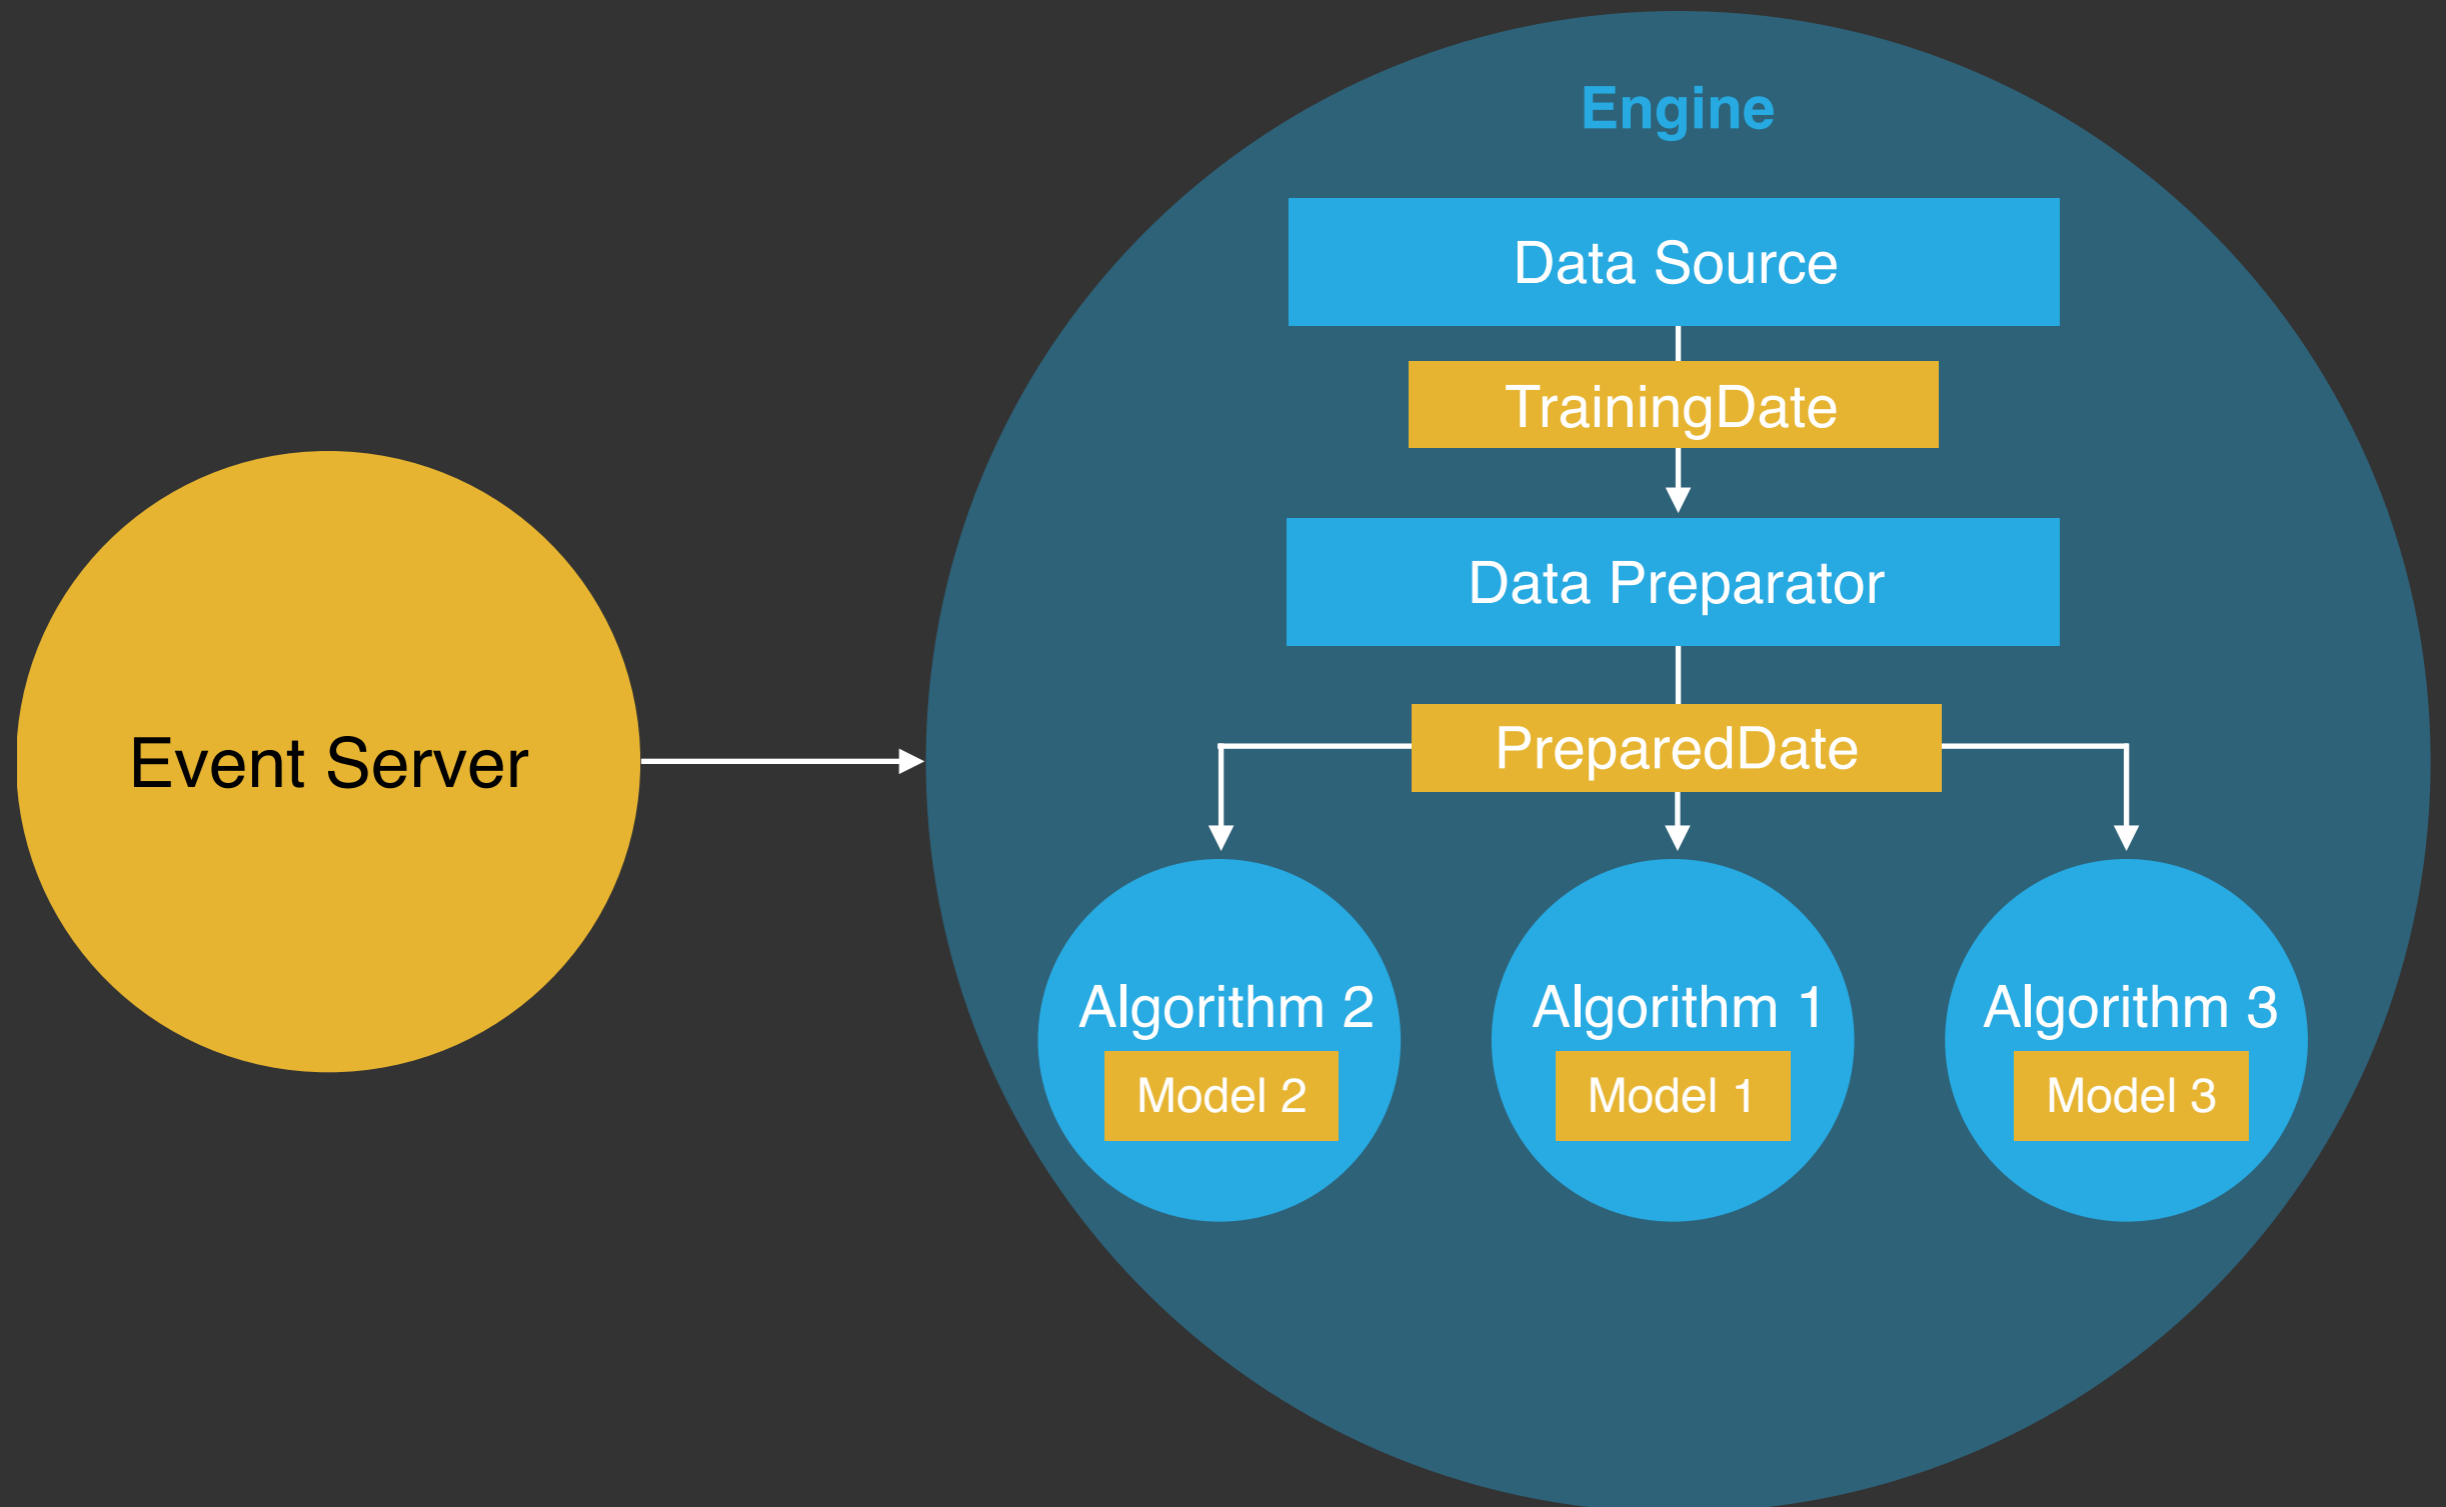 Engine
Data Source
TrainingDate
Data Preparator
PreparedDate
Event Server
Algorithm 2
Model 2
Algorithm 1
Model 1
Algorithm 3
Model 3